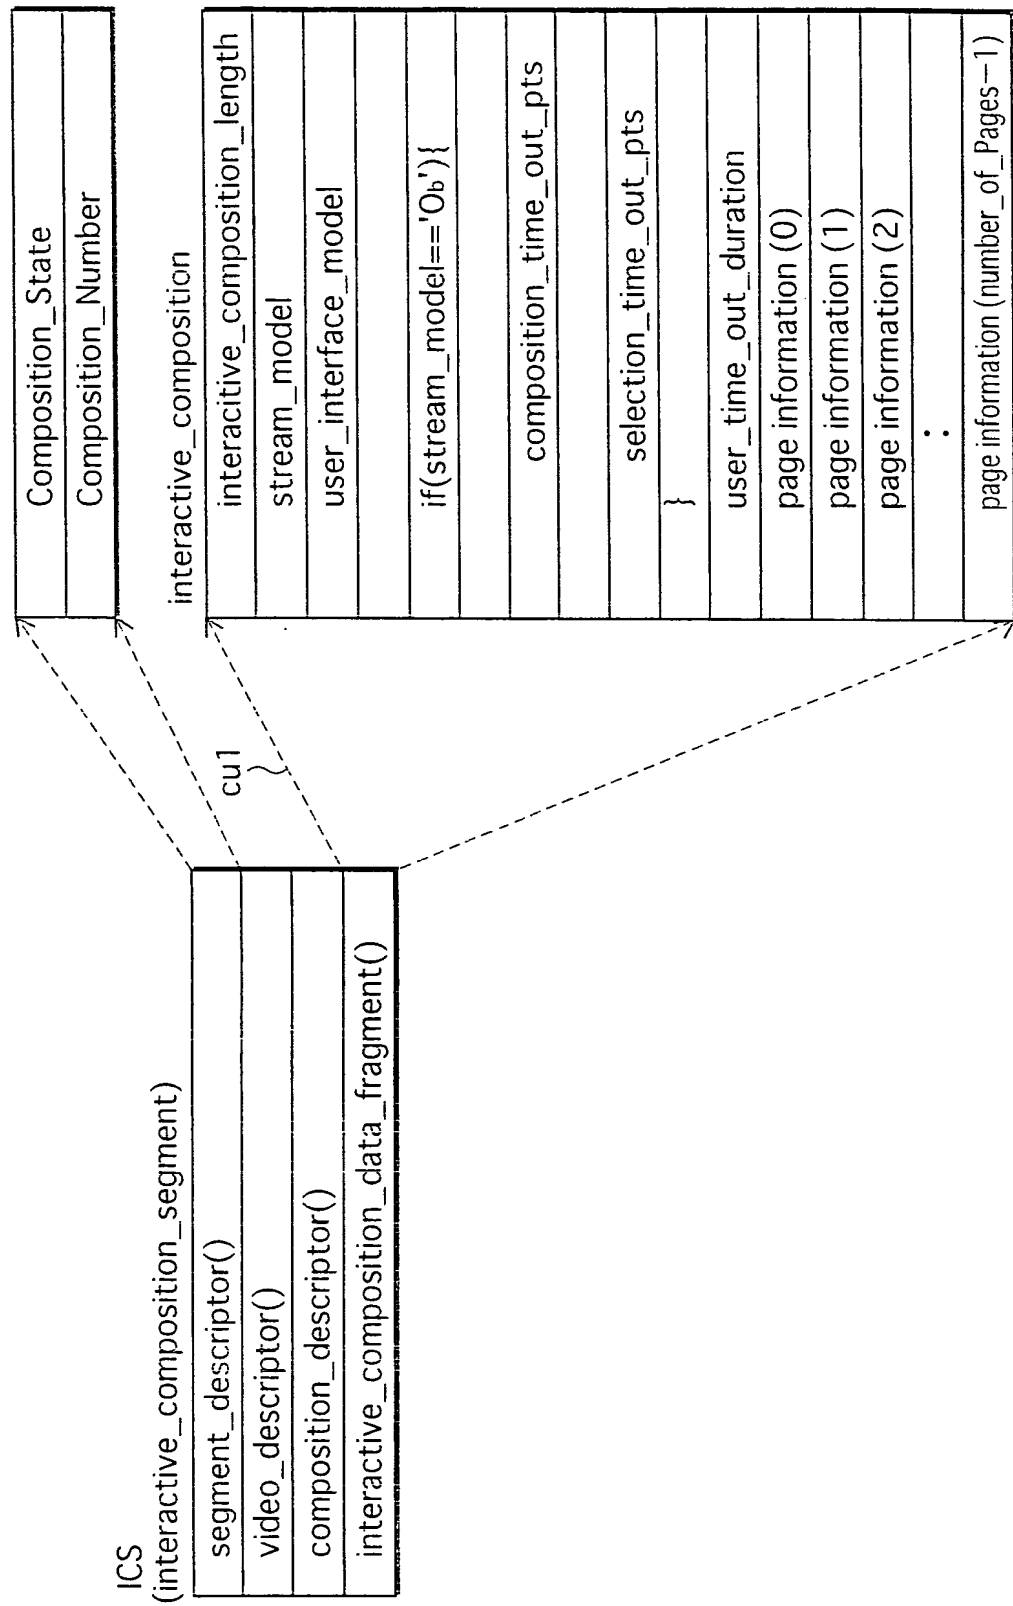 ICS
(interactive_composition_segment)
segment_descriptor()
video_descriptor()
composition_descriptor()
interactive_composition_data_fragment()
cu1
Composition_State
Composition_Number
interactive_composition
interacitive_composition_length
stream_model
user_interface_model
if(stream_model=='0b'){
composition_time_out_pts
selection_time_out_pts
}
user_time_out_duration
page information (0)
page information (1)
page information (2)
:
page information (number_of_Pages-1)